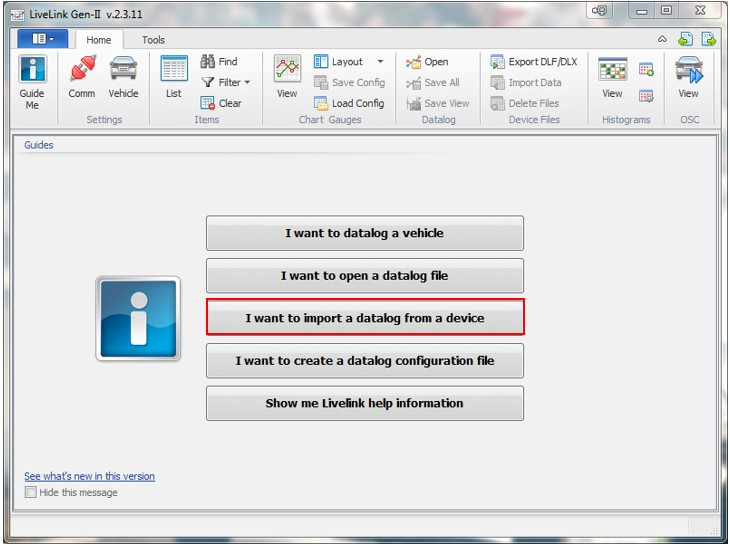 LiveLink Gen-II v.2.3.11
Home Tools
Guide Me
Comm Vehicle
Settings
List
Find
Filter
Clear
Items
View
Layout
Save Config
Load Config
Chart Gauges
Open
Save All
Save View
Datalog
Export DLF/DLX
Import Data
Delete Files
Device Files
View
Histograms
View
OSC
Guides
I want to datalog a vehicle
I want to open a datalog file
I want to import a datalog from a device
I want to create a datalog configuration file
Show me Livelink help information
See what's new in this version
Hide this message